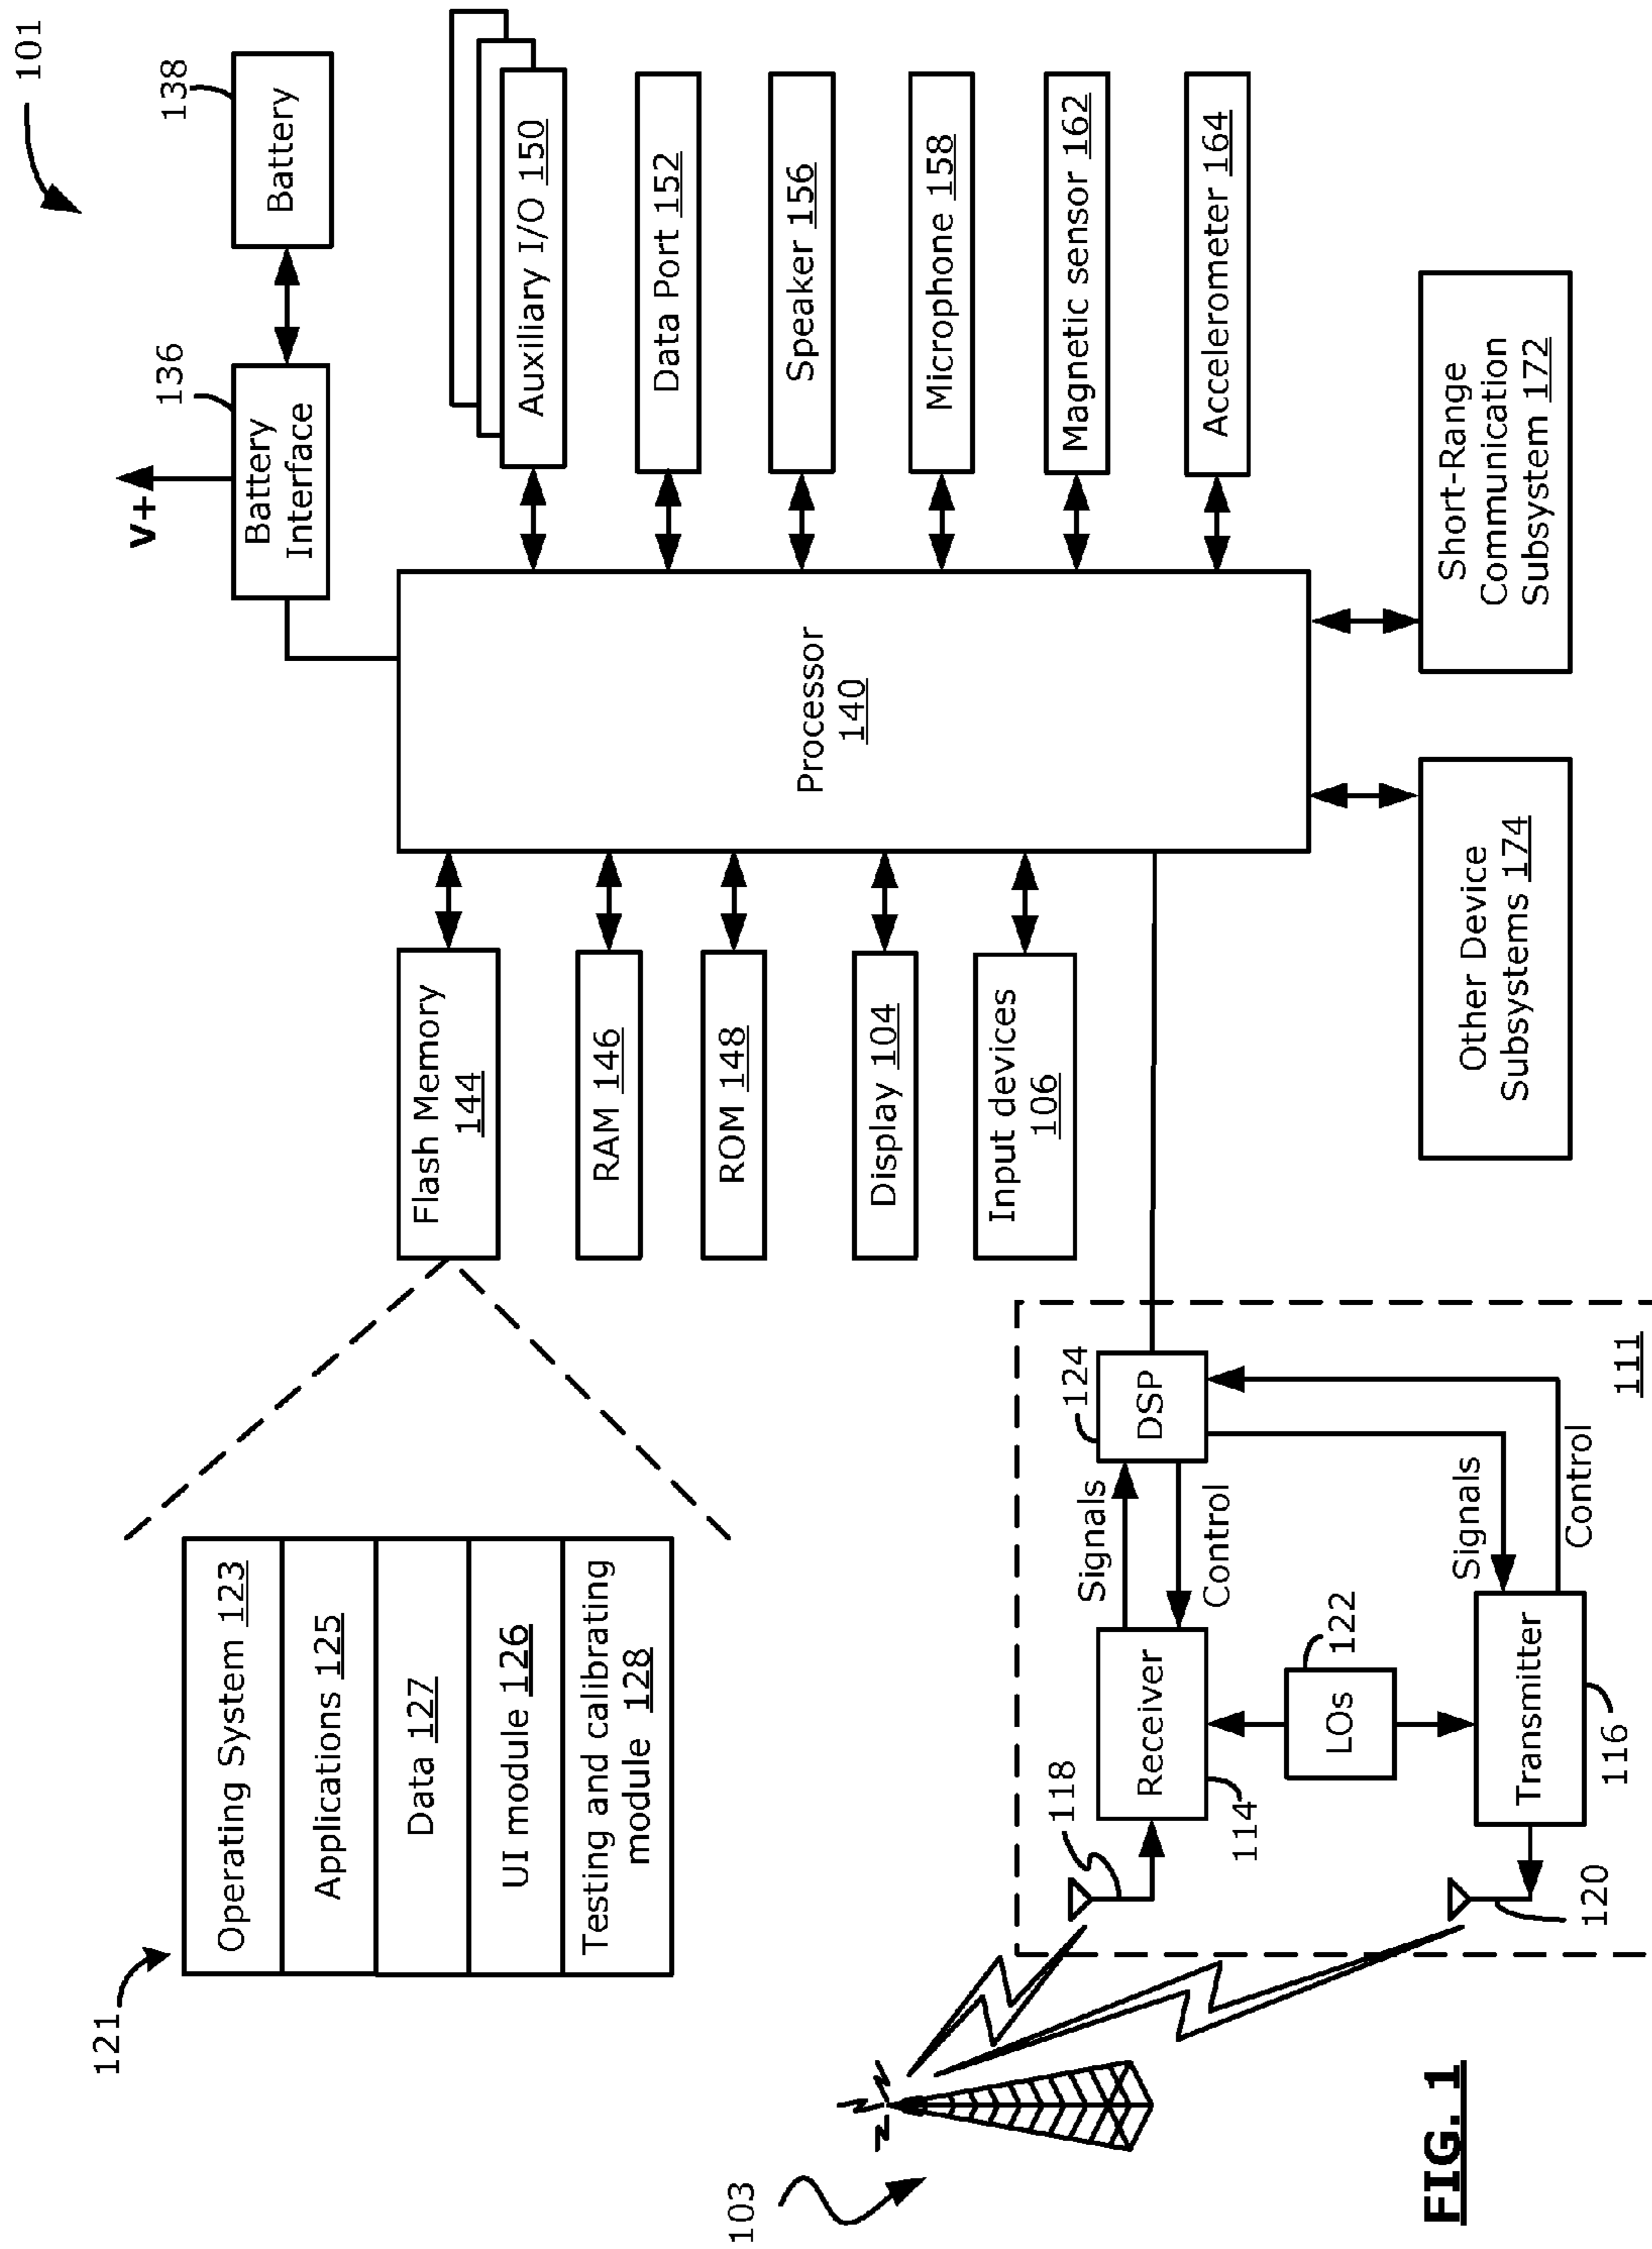 101
121
Operating System 123
Applications 125
Data 127
UI module 126
Testing and calibrating
module 128
V+
136
Battery
Interface
138
Battery
Flash Memory
144
RAM 146
ROM 148
Display 104
Input devices
106
Processor
140
Auxiliary I/O 150
Data Port 152
Speaker 156
Microphone 158
Magnetic sensor 162
Accelerometer 164
103
118
Receiver
114
Signals
Control
124
DSP
LOs
122
Signals
Control
Transmitter
116
120
111
Other Device
Subsystems 174
Short-Range
Communication
Subsystem 172
FIG. 1